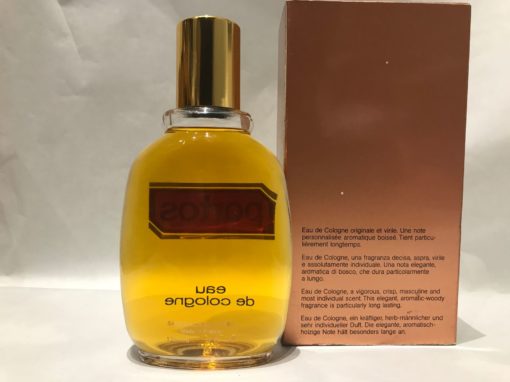 portos
eau
de cologne
Eau de Cologne originale et virile. Une note
personnalisée aromatique boiseé. Tient particu-
lièrement longtemps.
Eau de Cologne, una fragranza decisa, aspra, virile
e assolutamente individuale. Una nota elegante,
aromatica di bosco, che dura particolarmente
a lungo.
Eau de Cologne, a vigorous, crisp, masculine and
most individual scent. This elegant, aromatic-woody
fragrance is particularly long lasting.
Eau de Cologne, ein kräftiger, herb-männlicher und
sehr individueller Duft. Die elegante, aromatisch-
holzige Note hält besonders lange an.